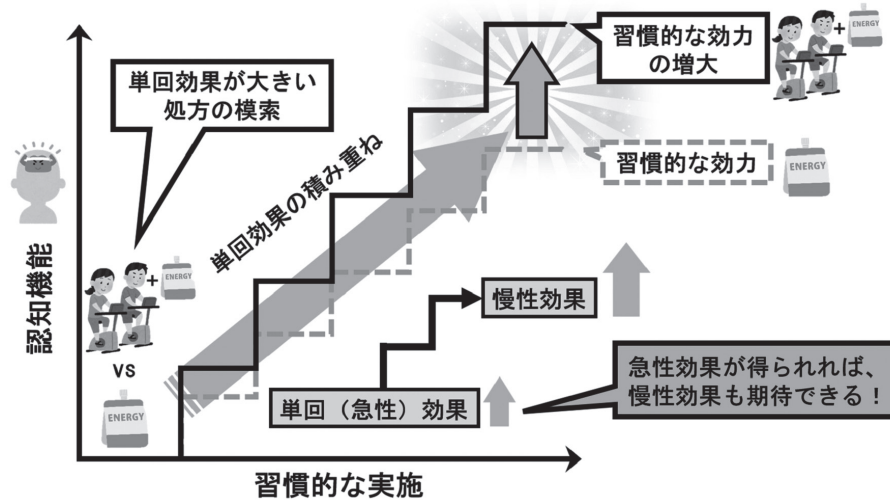 単回効果が大きい
処方の模索
習慣的な効力
の増大
+
ENERGY
習慣的な効力
ENERGY
単回効果の積み重ね
認知機能
+
ENERGY
VS
ENERGY
慢性効果
単回（急性）効果
急性効果が得られれば、
慢性効果も期待できる！
習慣的な実施